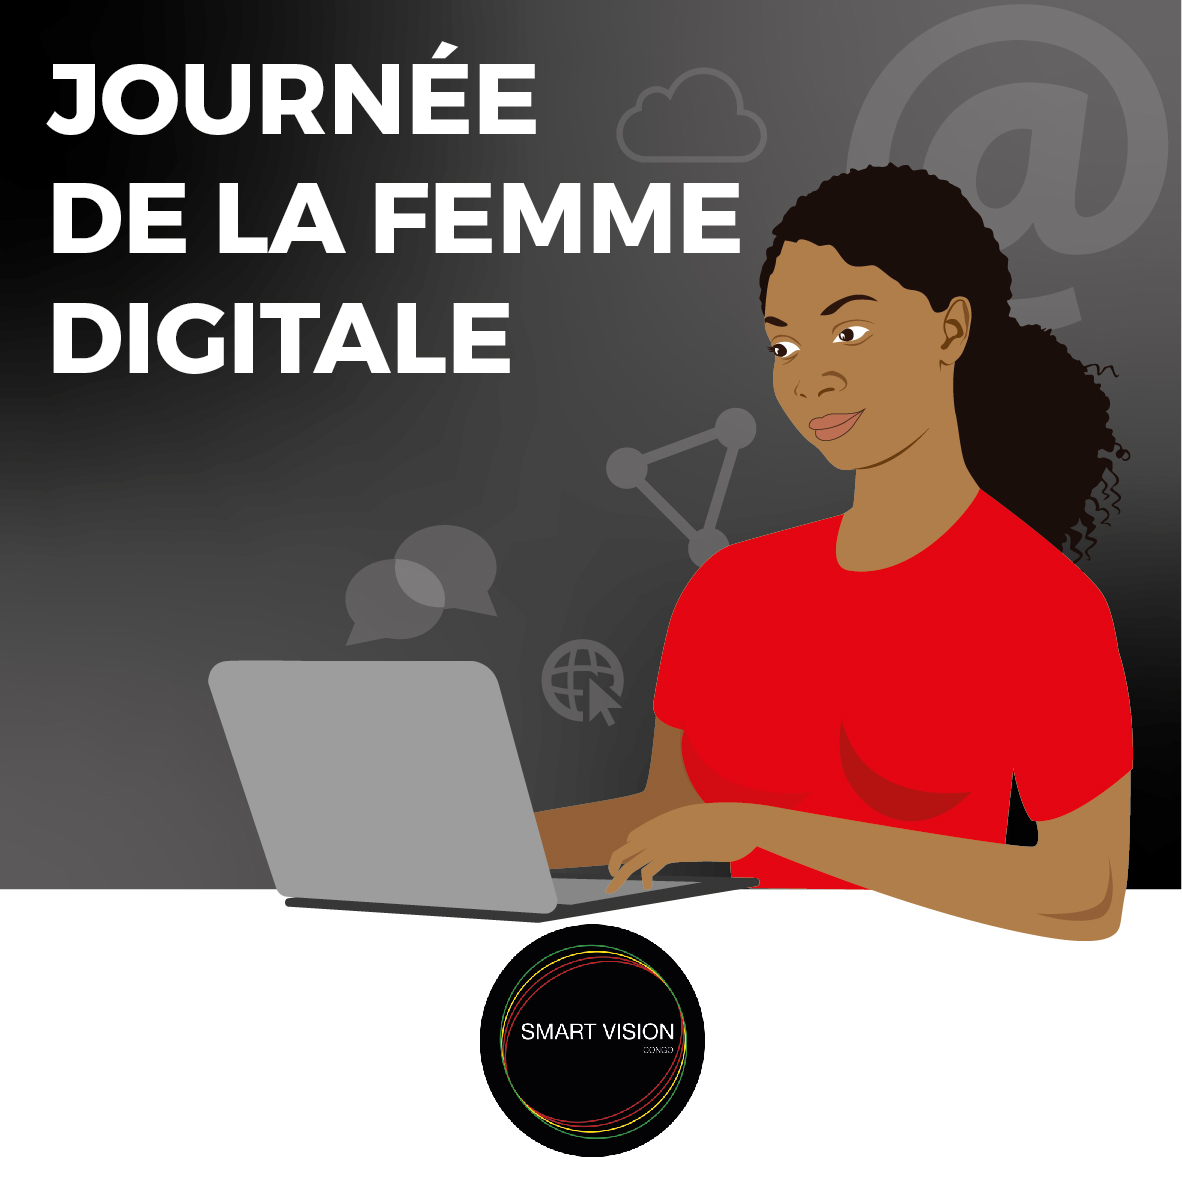 JOURNÉE
DE LA FEMME
DIGITALE
SMART VISION
CONGO